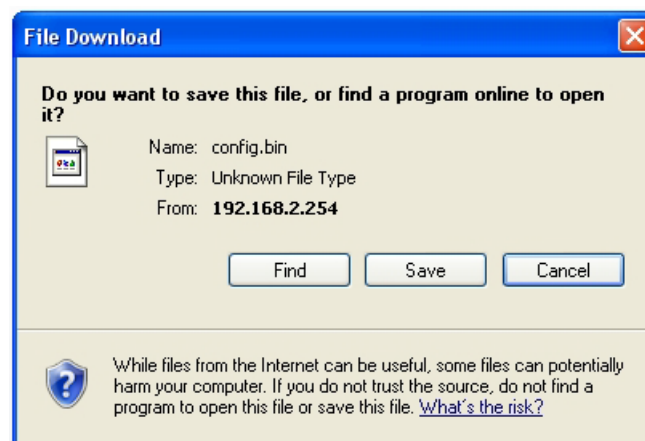 File Download
Do you want to save this file, or find a program online to open
it?
Name: config.bin
Type: Unknown File Type
From: 192.168.2.254
Find Save Cancel
While files from the Internet can be useful, some files can potentially
harm your computer. If you do not trust the source, do not find a
program to open this file or save this file. What's the risk?